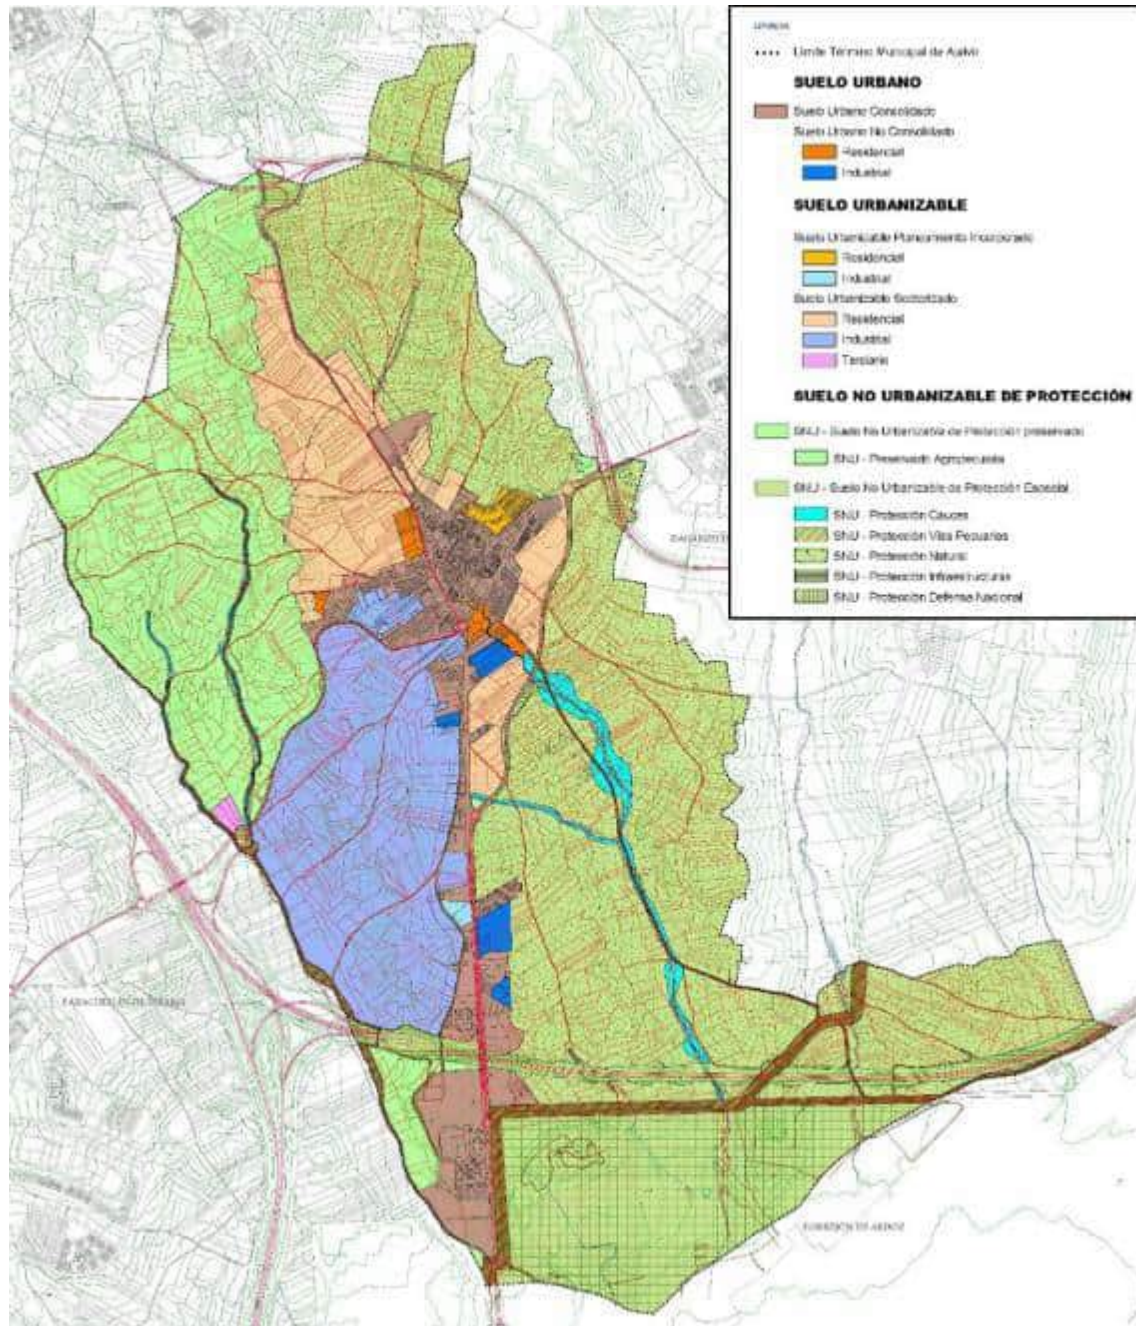 Límite Término Municipal de Ajalvir
SUELO URBANO
Suelo Urbano Consolidado
Suelo Urbano No Consolidado
Residencial
Industrial
SUELO URBANIZABLE
Suelo Urbanizable Planeamiento Incorporado
Residencial
Industrial
Suelo Urbanizable Sectorizado
Residencial
Industrial
Terciario
SUELO NO URBANIZABLE DE PROTECCIÓN
SNU - Suelo No Urbanizable de Protección preservado
SNU - Preservado Agropecuario
SNU - Suelo No Urbanizable de Protección Especial
SNU - Protección Cauces
SNU - Protección Vías Pecuarias
SNU - Protección Natural
SNU - Protección Infraestructuras
SNU - Protección Defensa Nacional